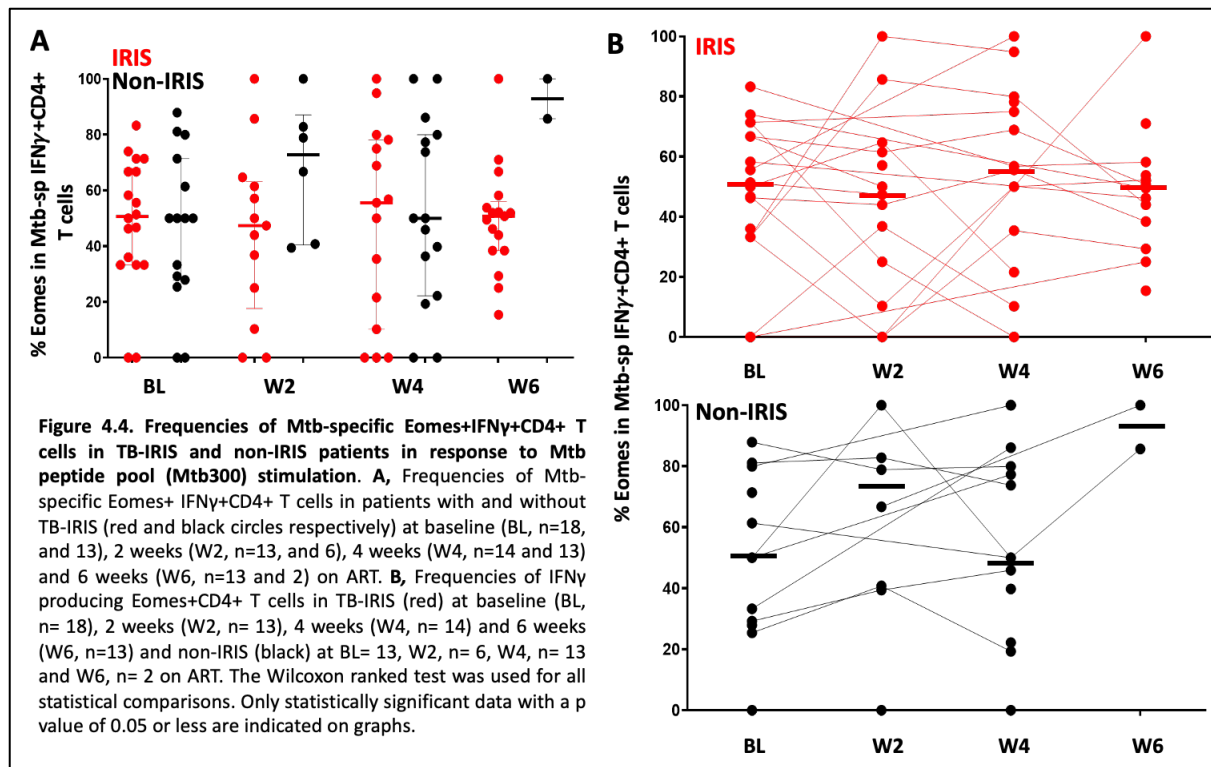 A
IRIS
Non-IRIS
% Eomes in Mtb-sp IFNγ+CD4+
T cells
100
80
60
40
20
0
BL
W2
W4
W6
Figure 4.4. Frequencies of Mtb-specific Eomes+IFNγ+CD4+ T
cells in TB-IRIS and non-IRIS patients in response to Mtb
peptide pool (Mtb300) stimulation. A, Frequencies of Mtb-
specific Eomes+ IFNγ+CD4+ T cells in patients with and without
TB-IRIS (red and black circles respectively) at baseline (BL, n=18,
and 13), 2 weeks (W2, n=13, and 6), 4 weeks (W4, n=14 and 13)
and 6 weeks (W6, n=13 and 2) on ART. B, Frequencies of IFNγ
producing Eomes+CD4+ T cells in TB-IRIS (red) at baseline (BL,
n= 18), 2 weeks (W2, n= 13), 4 weeks (W4, n= 14) and 6 weeks
(W6, n=13) and non-IRIS (black) at BL= 13, W2, n= 6, W4, n= 13
and W6, n= 2 on ART. The Wilcoxon ranked test was used for all
statistical comparisons. Only statistically significant data with a p
value of 0.05 or less are indicated on graphs.
B
% Eomes in Mtb-sp IFNγ+CD4+ T cells
IRIS
100
80
60
40
20
0
BL
W2
W4
W6
Non-IRIS
100
80
60
40
20
0
BL
W2
W4
W6